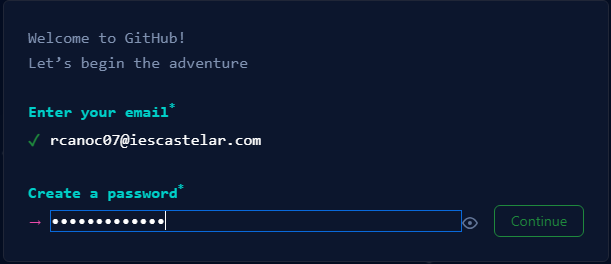 Welcome to GitHub!
Let’s begin the adventure
Enter your email*
✓ rcanoc07@iescastelar.com
Create a password*
→ ••••••••••••• Continue